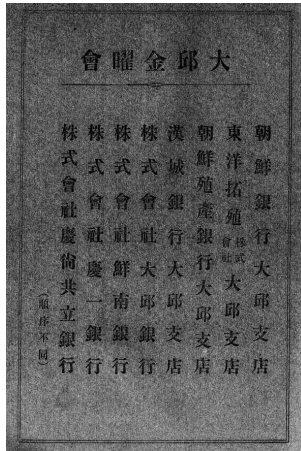 大邱金曜會
朝鮮銀行大邱支店
東洋拓殖株式會社大邱支店
朝鮮殖產銀行大邱支店
漢城銀行大邱支店
株式會社大邱銀行
株式會社鮮南銀行
株式會社慶一銀行
株式會社慶尙共立銀行
(順序不同)